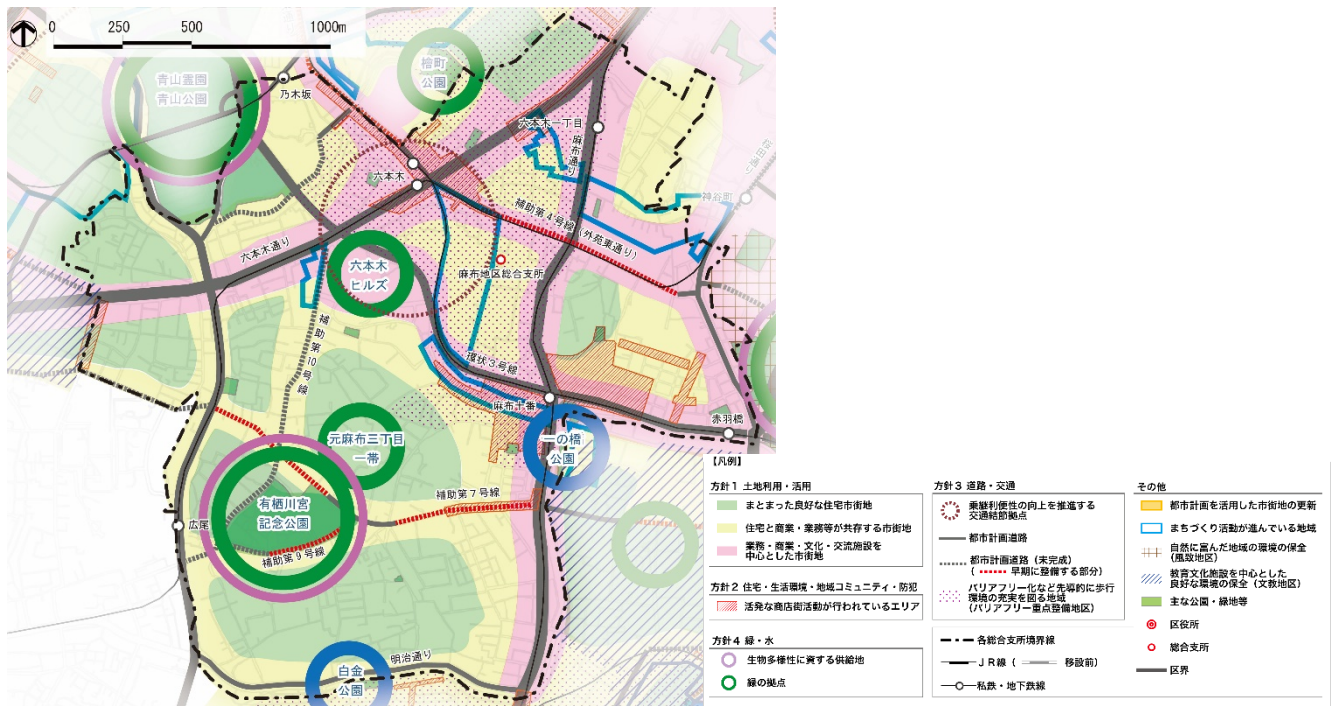 0 250 500 1000m
青山霊園
青山公園
乃木坂
檜町
公園
六本木一丁目
麻布通り
桜田通り
神谷町
六本木
補助第4号線(外苑東通り)
六本木通り
六本木
ヒルズ
麻布地区総合支所
補助第10号線
環状3号線
麻布十番
赤羽橋
一の橋
公園
元麻布三丁目
一帯
有栖川宮
記念公園
広尾
補助第7号線
補助第9号線
明治通り
白金
公園
【凡例】
方針1 土地利用・活用
まとまった良好な住宅市街地
住宅と商業・業務等が共存する市街地
業務・商業・文化・交流施設を
中心とした市街地
方針2 住宅・生活環境・地域コミュニティ・防犯
活発な商店街活動が行われているエリア
方針4 緑・水
生物多様性に資する供給地
緑の拠点
方針3 道路・交通
乗継利便性の向上を推進する
交通結節拠点
都市計画道路
都市計画道路(未完成)
( 早期に整備する部分)
バリアフリー化など先導的に歩行
環境の充実を図る地域
(バリアフリー重点整備地区)
各総合支所境界線
JR線( 移設前)
私鉄・地下鉄線
その他
都市計画を活用した市街地の更新
まちづくり活動が進んでいる地域
自然に富んだ地域の環境の保全
(風致地区)
教育文化施設を中心とした
良好な環境の保全(文教地区)
主な公園・緑地等
区役所
総合支所
区界